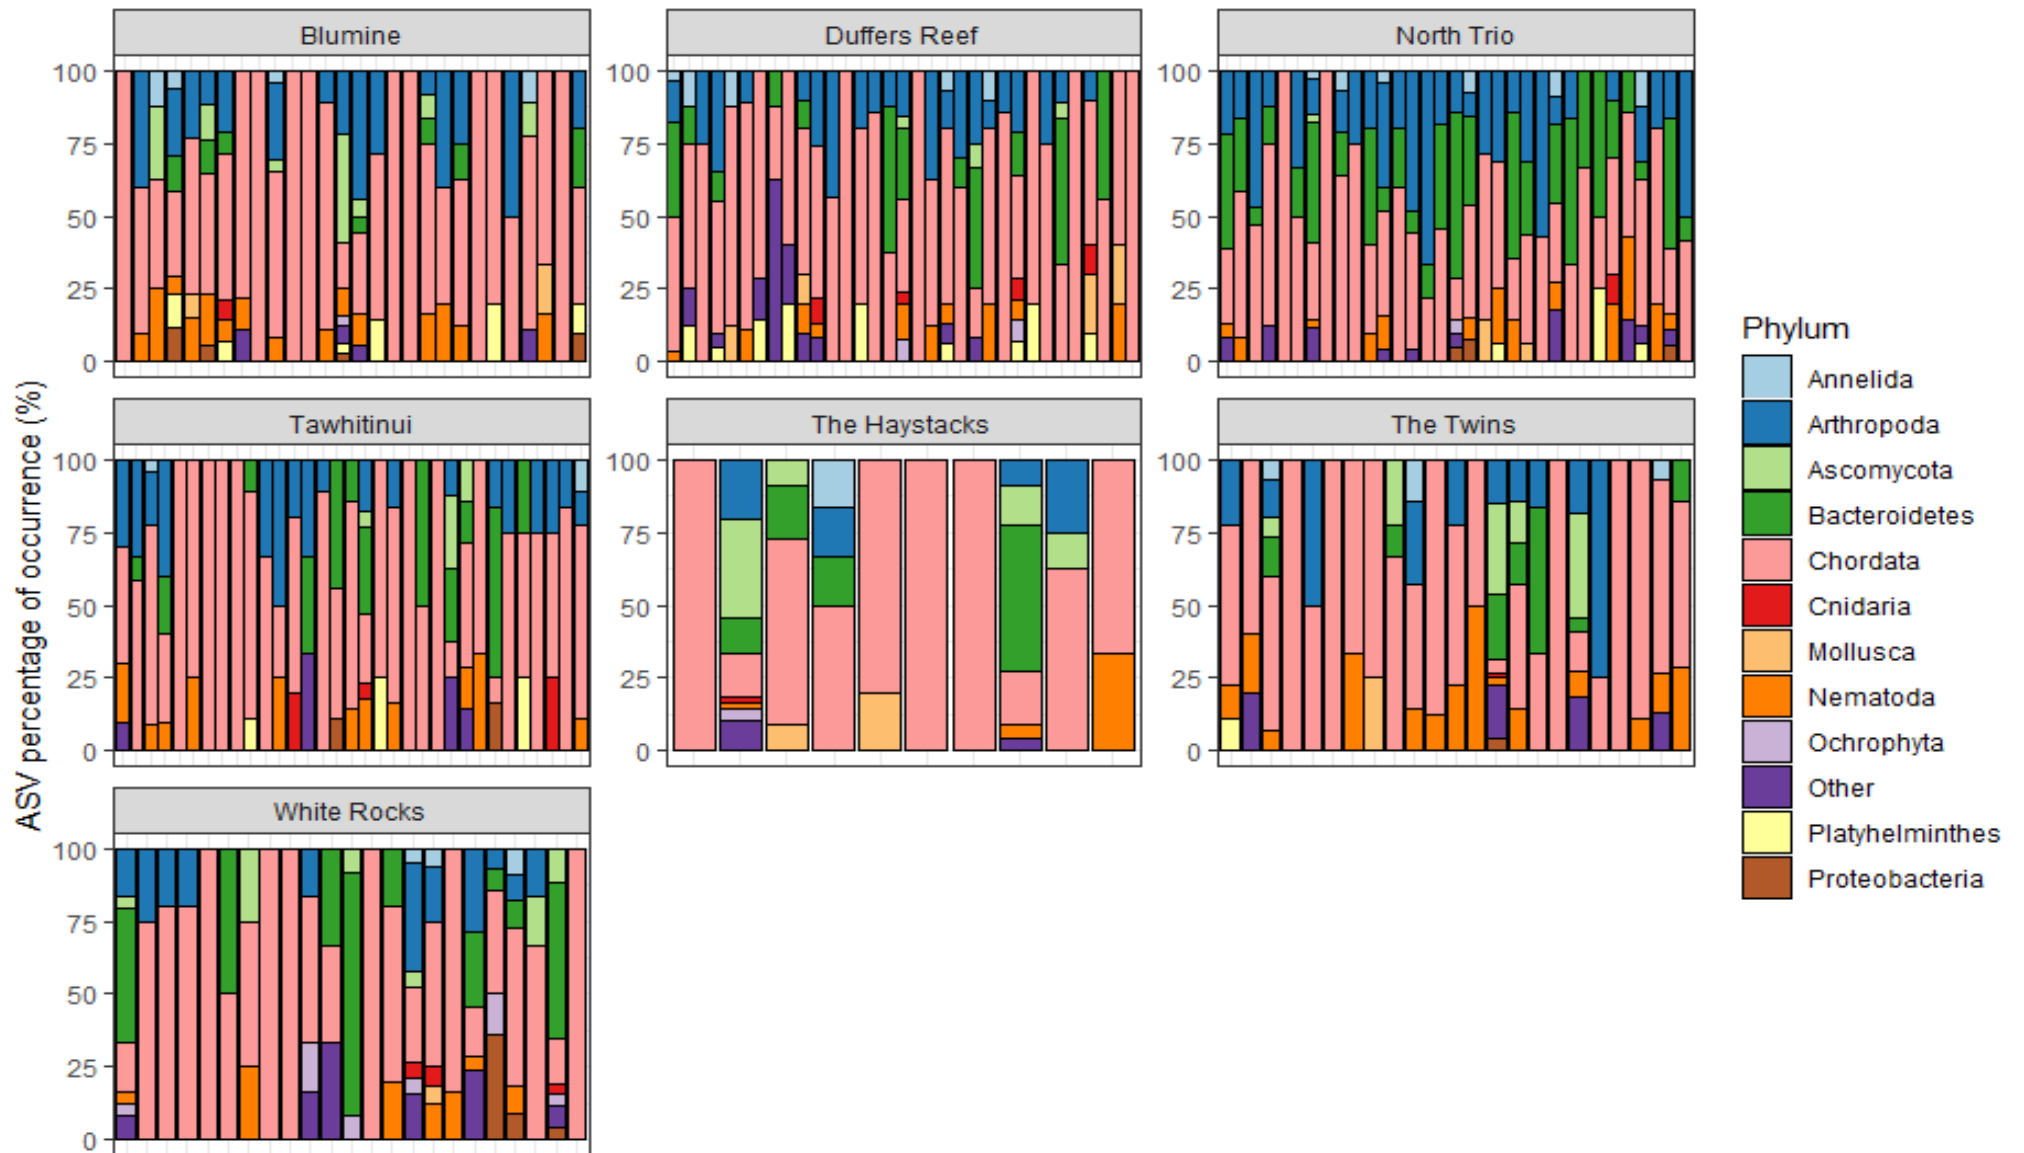 Blumine
Duffers Reef
North Trio
100
75
50
25
0
100
75
50
25
0
100
75
50
25
0
Tawhitinui
The Haystacks
The Twins
100
75
50
25
0
100
75
50
25
0
100
75
50
25
0
White Rocks
100
75
50
25
0
ASV percentage of occurrence (%)
Phylum
Annelida
Arthropoda
Ascomycota
Bacteroidetes
Chordata
Cnidaria
Mollusca
Nematoda
Ochrophyta
Other
Platyhelminthes
Proteobacteria